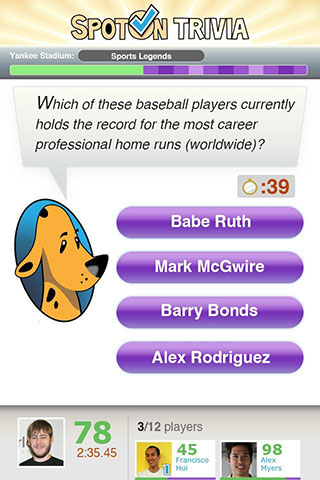 SPOTON TRIVIA
Yankee Stadium: Sports Legends
Which of these baseball players currently
holds the record for the most career
professional home runs (worldwide)?
:39
Babe Ruth
Mark McGwire
Barry Bonds
Alex Rodriguez
78
2:35.45
3/12 players
45
Francisco
Hui
98
Alex
Myers